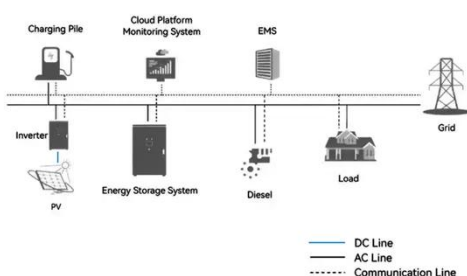 Cloud Platform
Monitoring System
Charging Pile
EMS
Grid
Inverter
Energy Storage System
Diesel
Load
PV
DC Line
AC Line
Communication Line